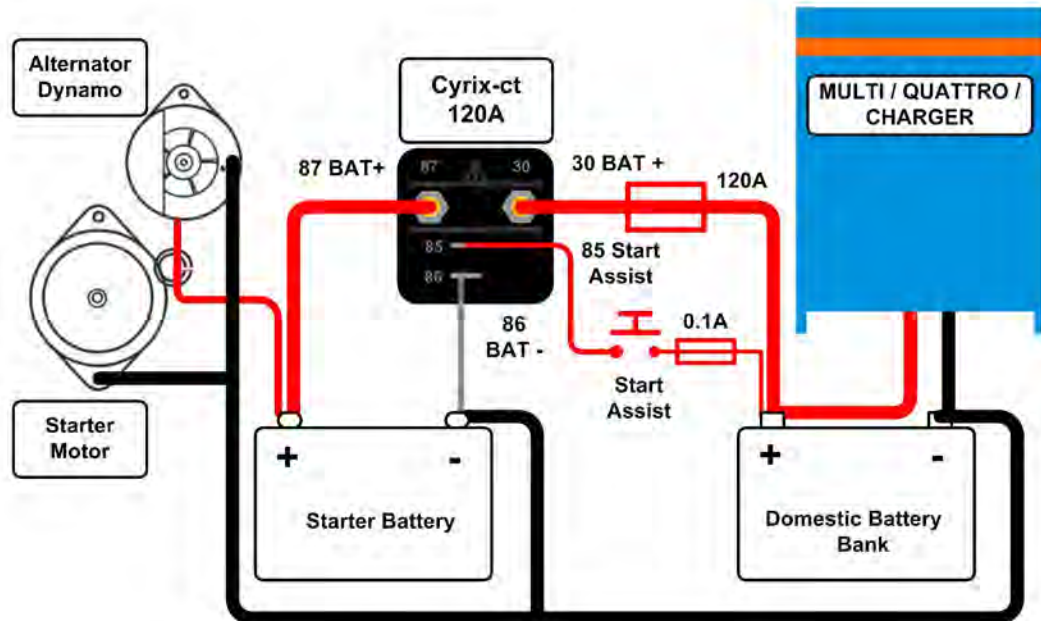 Alternator
Dynamo
Cyrix-ct
120A
MULTI / QUATTRO /
CHARGER
87 BAT+
87
30
30 BAT +
120A
85
86
85 Start
Assist
86
BAT -
0.1A
Start
Assist
Starter
Motor
+
-
Starter Battery
+
-
Domestic Battery
Bank